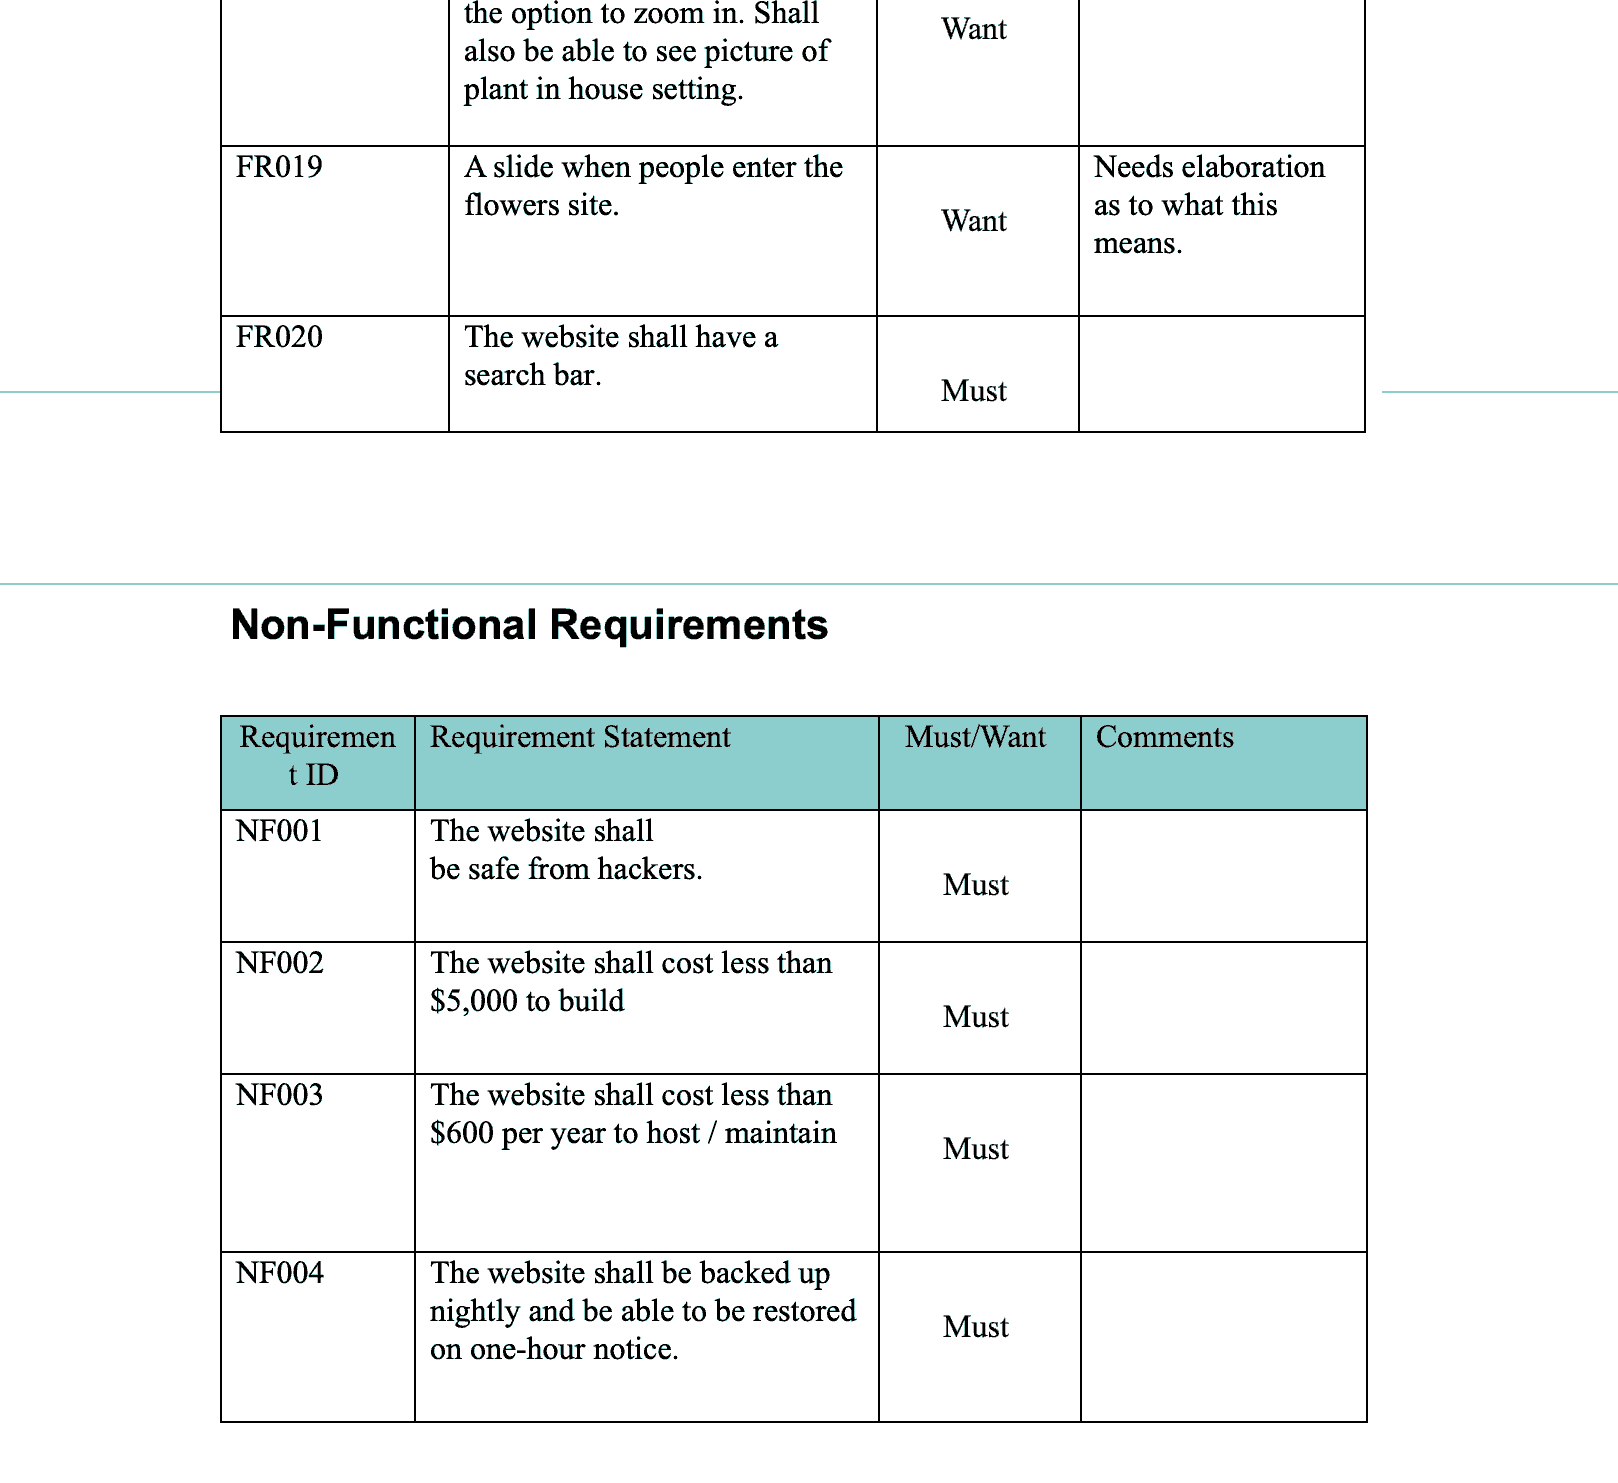 the option to zoom in. Shall
also be able to see picture of
plant in house setting.
Want
FR019
A slide when people enter the
flowers site.
Want
Needs elaboration
as to what this
means.
FR020
The website shall have a
search bar.
Must
Non-Functional Requirements
Requiremen
t ID
Requirement Statement
Must/Want
Comments
NF001
The website shall
be safe from hackers.
Must
NF002
The website shall cost less than
$5,000 to build
Must
NF003
The website shall cost less than
$600 per year to host / maintain
Must
NF004
The website shall be backed up
nightly and be able to be restored
on one-hour notice.
Must